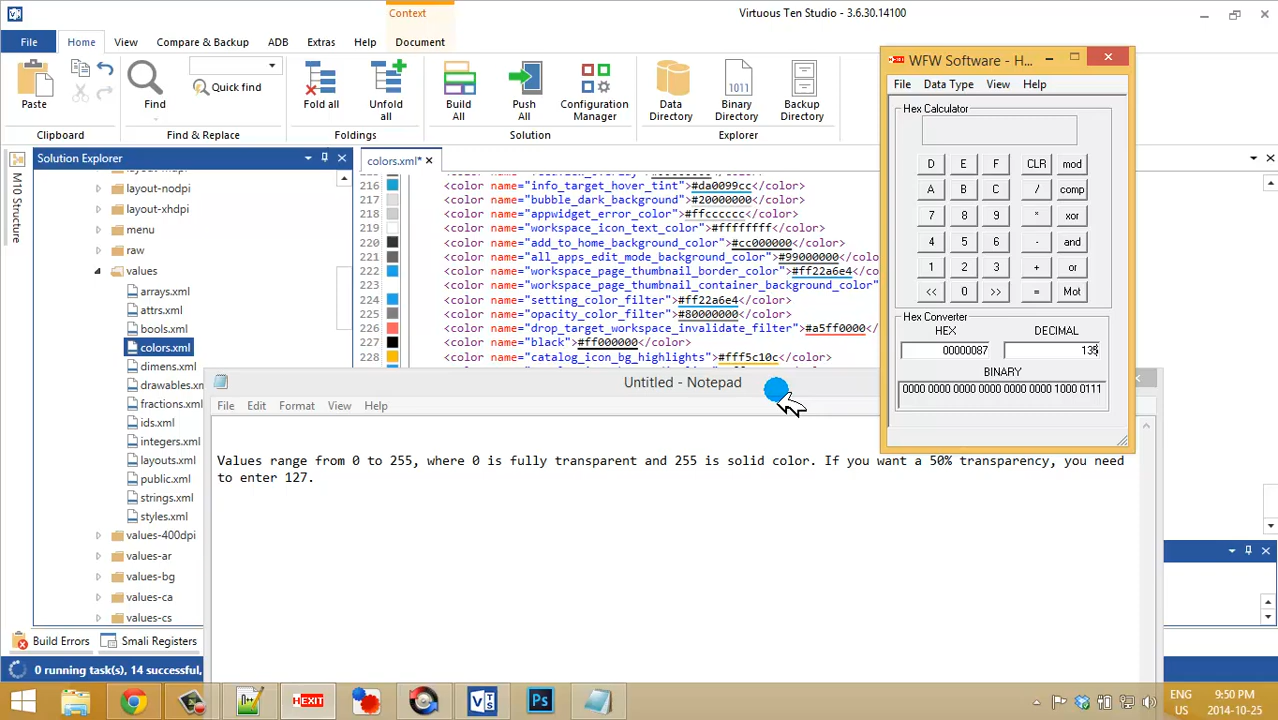 Context
Virtuous Ten Studio - 3.6.30.14100
File Home View Compare & Backup ADB Extras Help Document
Paste
Find
Quick find
Fold all
Unfold all
Build All
Push All
Configuration Manager
Data Directory
Binary Directory
Backup Directory
Clipboard
Find & Replace
Foldings
Solution
Explorer
M10 Structure
Solution Explorer
layout-nodpi
layout-xhdpi
menu
raw
values
arrays.xml
attrs.xml
bools.xml
colors.xml
dimens.xml
drawables.xml
fractions.xml
ids.xml
integers.xml
layouts.xml
public.xml
strings.xml
styles.xml
values-400dpi
values-ar
values-bg
values-ca
values-cs
colors.xml*
216 <color name="info_target_hover_tint">#da0099cc</color>
217 <color name="bubble_dark_background">#20000000</color>
218 <color name="appwidget_error_color">#ffcccccc</color>
219 <color name="workspace_icon_text_color">#ffffffff</color>
220 <color name="add_to_home_background_color">#cc000000</color>
221 <color name="all_apps_edit_mode_background_color">#99000000</
222 <color name="workspace_page_thumbnail_border_color">#ff22a6e4</
223 <color name="workspace_page_thumbnail_container_background_color"
224 <color name="setting_color_filter">#ff22a6e4</color>
225 <color name="opacity_color_filter">#80000000</color>
226 <color name="drop_target_workspace_invalidate_filter">#a5ff0000</
227 <color name="black">#ff000000</color>
228 <color name="catalog_icon_bg_highlights">#fff5c10c</color>
WFW Software - H...
File Data Type View Help
Hex Calculator
D E F CLR mod
A B C / comp
7 8 9 * xor
4 5 6 - and
1 2 3 + or
<< 0 >> = Mot
Hex Converter
HEX DECIMAL
00000087 135
BINARY
0000 0000 0000 0000 0000 0000 1000 0111
Untitled - Notepad
File Edit Format View Help
Values range from 0 to 255, where 0 is fully transparent and 255 is solid color. If you want a 50% transparency, you need
to enter 127.
Build Errors Smali Registers
0 running task(s), 14 successful,
HEXIT
VTS
Ps
ENG
US
9:50 PM
2014-10-25